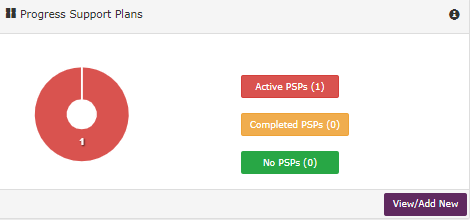 Progress Support Plans
Active PSPs (1)
Completed PSPs (0)
1
No PSPs (0)
View/Add New